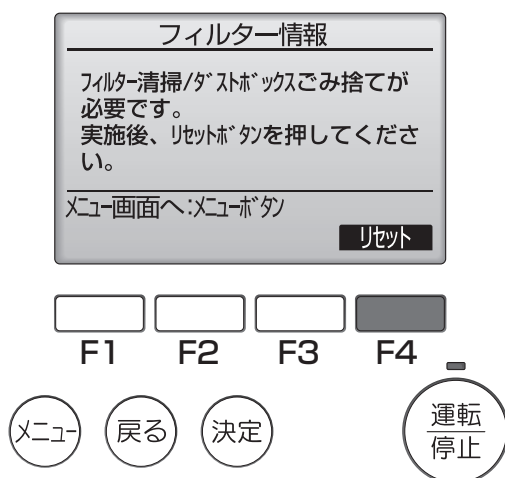 フィルター情報
フィルター清掃/ダストボックスごみ捨てが
必要です。
実施後、リセットボタンを押してくださ
い。
メニュー画面へ:メニューボタン
リセット
F1 F2 F3 F4
メニュー 戻る 決定 運転
停止